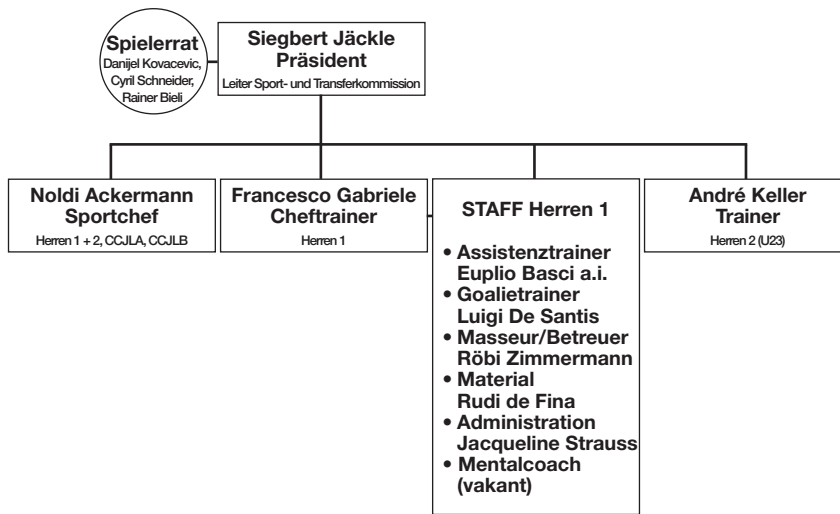 Spielerrat
Danijel Kovacevic,
Cyril Schneider,
Rainer Bieli
Siegbert Jäckle
Präsident
Leiter Sport- und Transferkommission
Noldi Ackermann
Sportchef
Herren 1 + 2, CCJLA, CCJLB
Francesco Gabriele
Cheftrainer
Herren 1
STAFF Herren 1
• Assistenztrainer
Euplio Basci a.i.
• Goalietrainer
Luigi De Santis
• Masseur/Betreuer
Röbi Zimmermann
• Material
Rudi de Fina
• Administration
Jacqueline Strauss
• Mentalcoach
(vakant)
André Keller
Trainer
Herren 2 (U23)